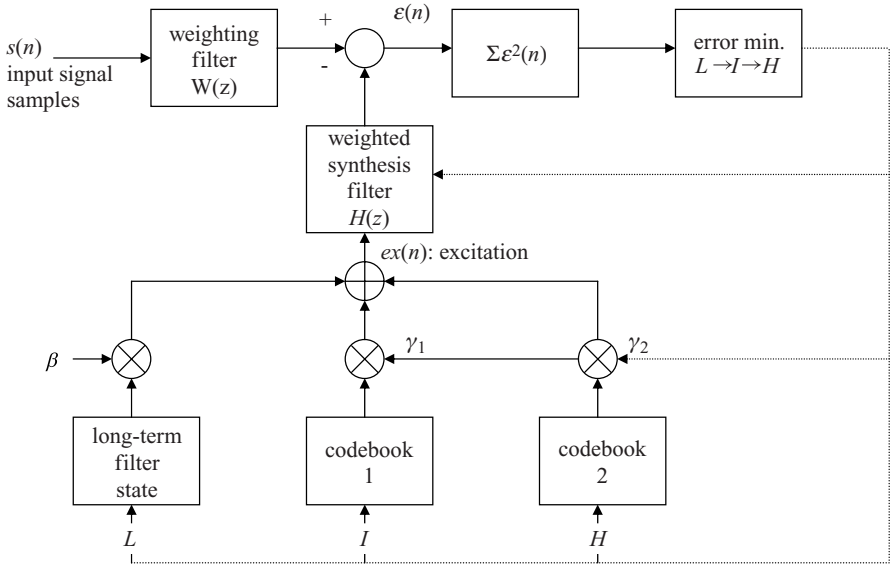 s(n)
input signal
samples
weighting
filter
W(z)
+
-
ε(n)
Σε²(n)
error min.
L→I→H
weighted
synthesis
filter
H(z)
ex(n): excitation
β
γ₁
γ₂
long-term
filter
state
codebook
1
codebook
2
L
I
H